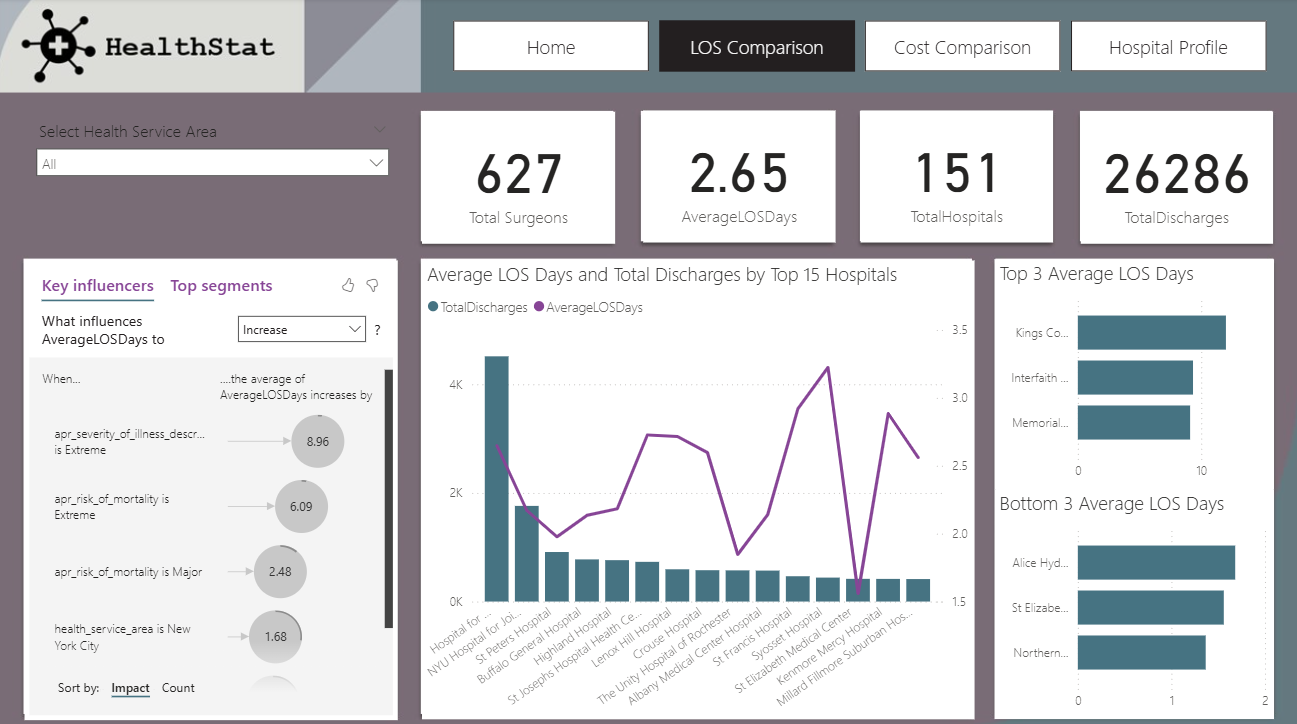 HealthStat
Home
LOS Comparison
Cost Comparison
Hospital Profile
Select Health Service Area
All
627
Total Surgeons
2.65
AverageLOSDays
151
TotalHospitals
26286
TotalDischarges
Key influencers
Top segments
What influences
AverageLOSDays to
Increase
?
When...
....the average of
AverageLOSDays increases by
apr_severity_of_illness_descr...
is Extreme
8.96
apr_risk_of_mortality is
Extreme
6.09
apr_risk_of_mortality is Major
2.48
health_service_area is New
York City
1.68
Sort by:
Impact
Count
Average LOS Days and Total Discharges by Top 15 Hospitals
TotalDischarges
AverageLOSDays
4K
2K
0K
3.5
3.0
2.5
2.0
1.5
Hospital for ...
NYU Hospital for Joi...
St Peters Hospital
Buffalo General Hospital
Highland Hospital
St Josephs Hospital Health Ce...
Lenox Hill Hospital
Crouse Hospital
The Unity Hospital of Rochester
Albany Medical Center Hospital
St Francis Hospital
Syosset Hospital
St Elizabeth Medical Center
Kenmore Mercy Hospital
Millard Fillmore Suburban Hos...
Top 3 Average LOS Days
Kings Co...
Interfaith ...
Memorial...
0
10
Bottom 3 Average LOS Days
Alice Hyd...
St Elizabe...
Northern...
0
1
2